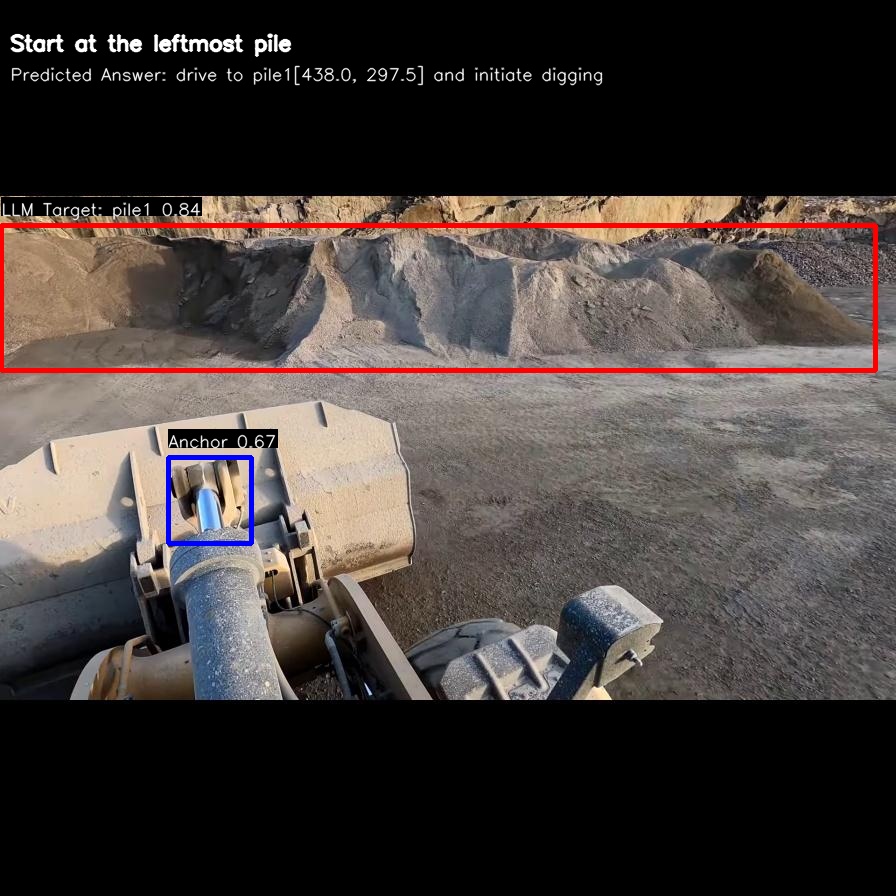 Start at the leftmost pile
Predicted Answer: drive to pile1[438.0, 297.5] and initiate digging
LLM Target: pile1 0.84
Anchor 0.67